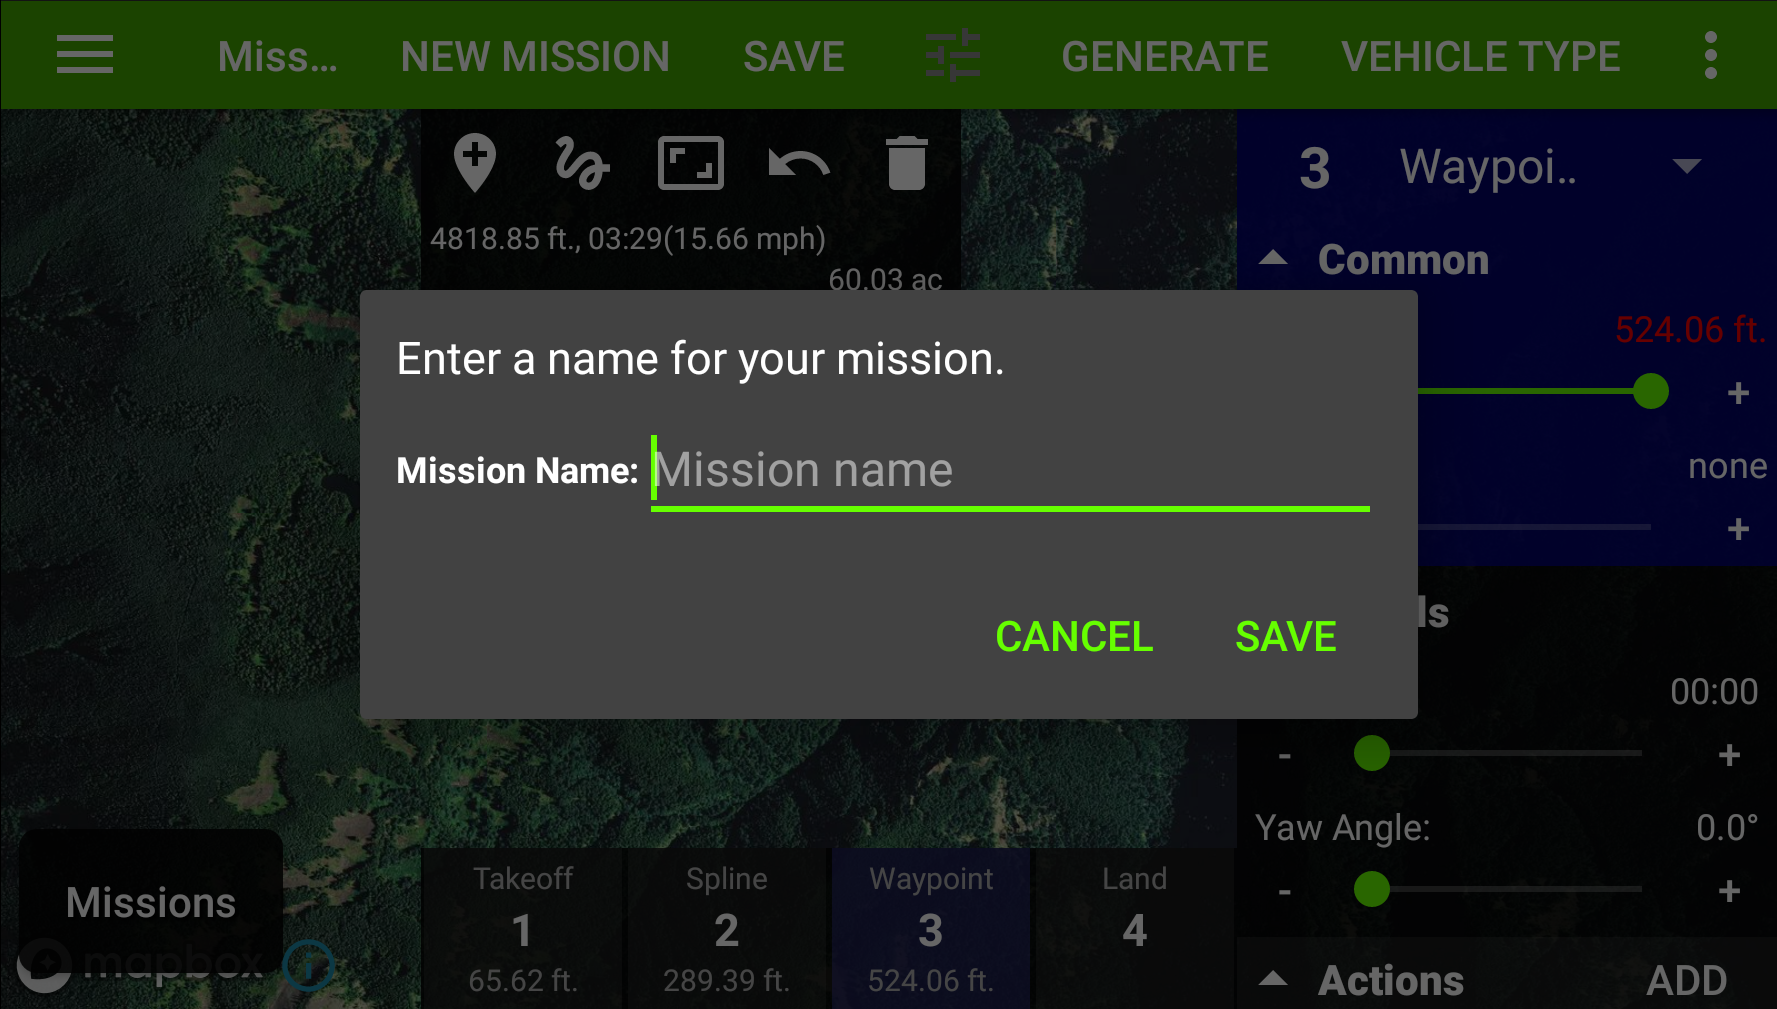 Miss... NEW MISSION SAVE GENERATE VEHICLE TYPE
4818.85 ft., 03:29(15.66 mph)
60.03 ac
3 Waypoi..
Common
524.06 ft.
+
none
+
Enter a name for your mission.
Mission Name: Mission name
CANCEL SAVE
ls
00:00
- +
Yaw Angle: 0.0°
- +
Actions ADD
Missions
mapbox i
Takeoff
1
65.62 ft.
Spline
2
289.39 ft.
Waypoint
3
524.06 ft.
Land
4